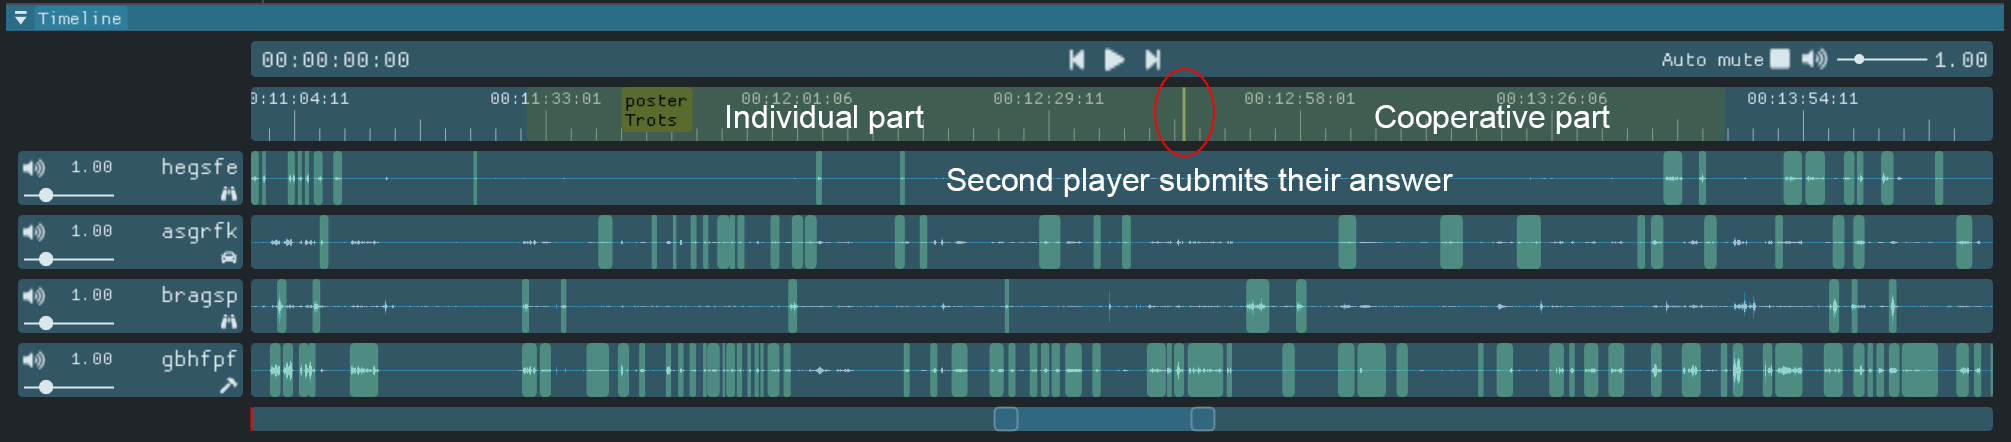 Timeline
00:00:00:00
Auto mute
1.00
0:11:04:11 00:11:33:01 00:12:01:06 00:12:29:11 00:12:58:01 00:13:26:06 00:13:54:11
poster
Trots
Individual part
Cooperative part
1.00 hegsfe
Second player submits their answer
1.00 asgrfk
1.00 bragsp
1.00 gbhfpf